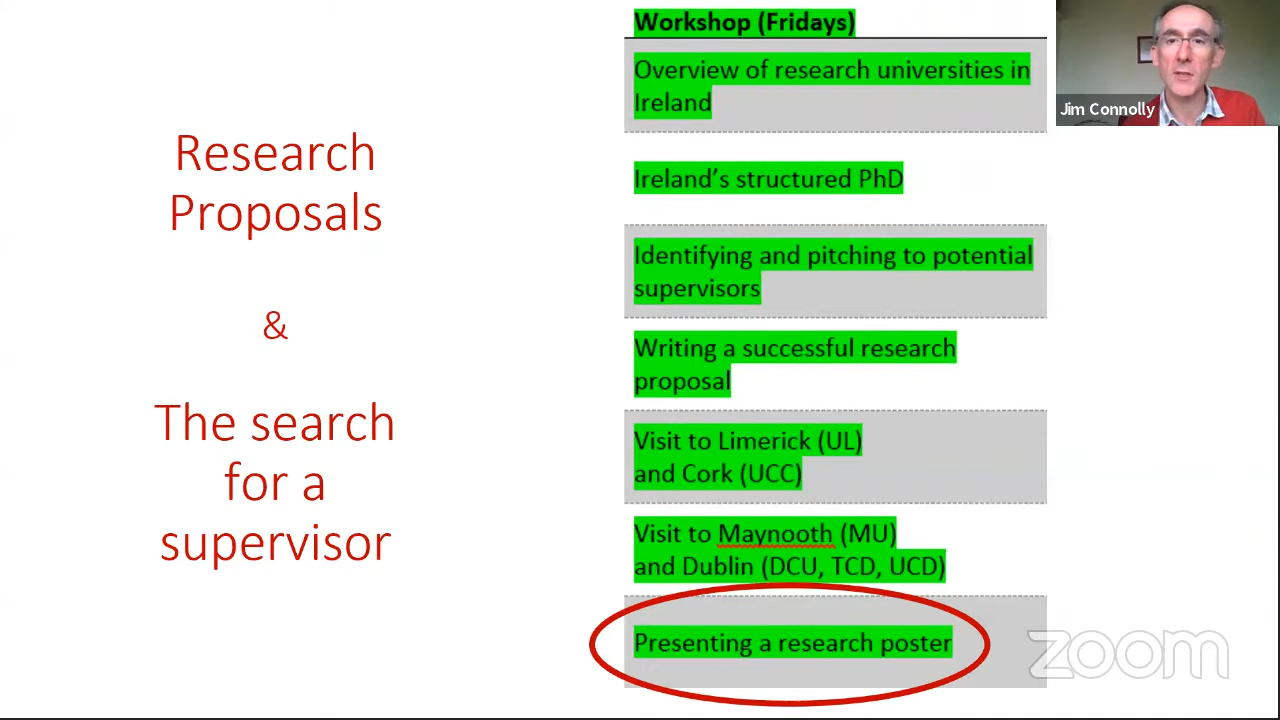 Research
Proposals
&
The search
for a
supervisor
Workshop (Fridays)
Overview of research universities in
Ireland
Ireland’s structured PhD
Identifying and pitching to potential
supervisors
Writing a successful research
proposal
Visit to Limerick (UL)
and Cork (UCC)
Visit to Maynooth (MU)
and Dublin (DCU, TCD, UCD)
Presenting a research poster
Jim Connolly
zoom